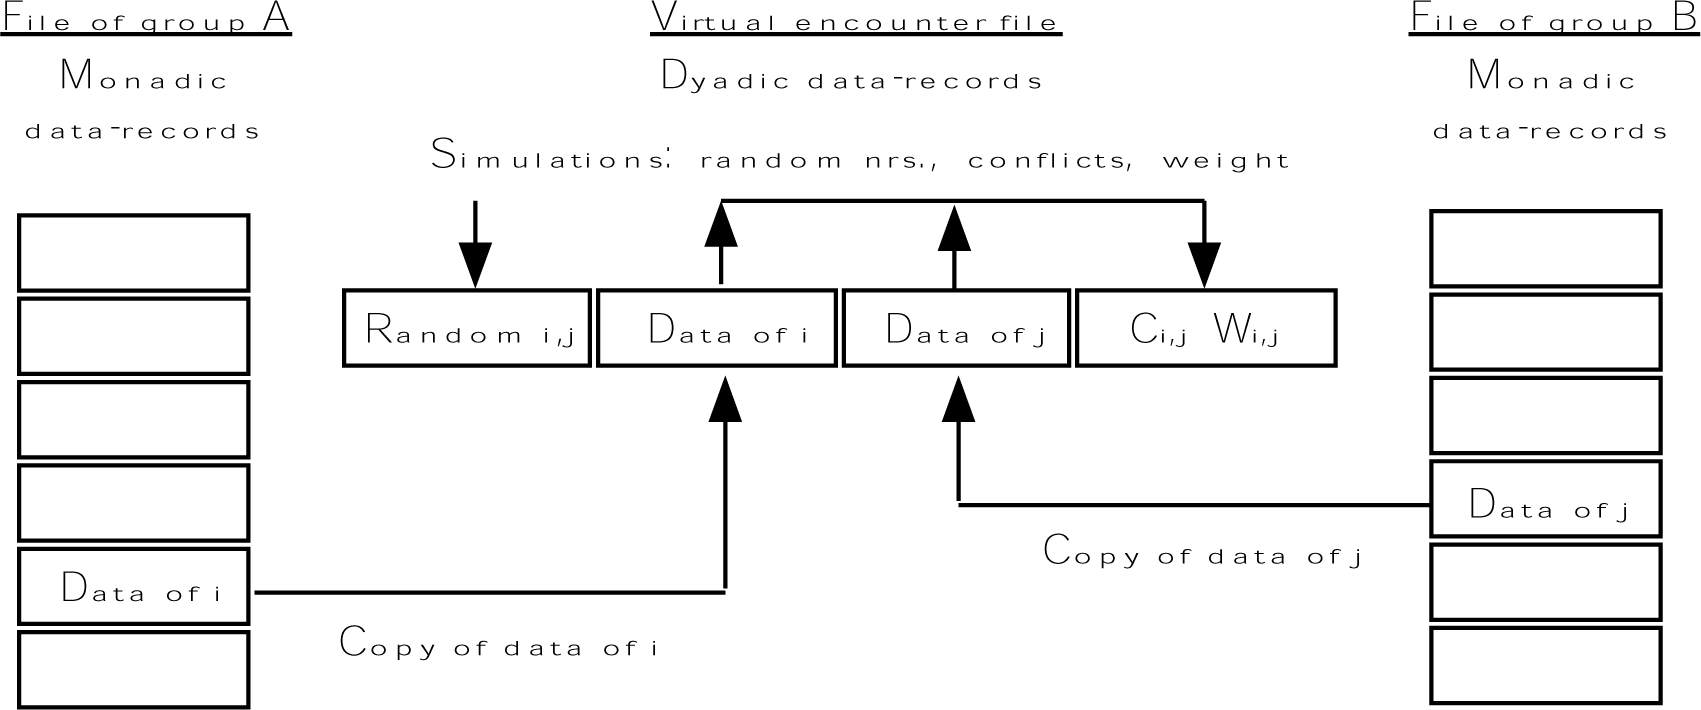 File of group A
Virtual encounter file
File of group B
Monadic
data-records
Dyadic data-records
Monadic
data-records
Simulations: random nrs., conflicts, weight
Random i,j
Data of i
Data of j
Ci,j Wi,j
Data of j
Copy of data of j
Data of i
Copy of data of i